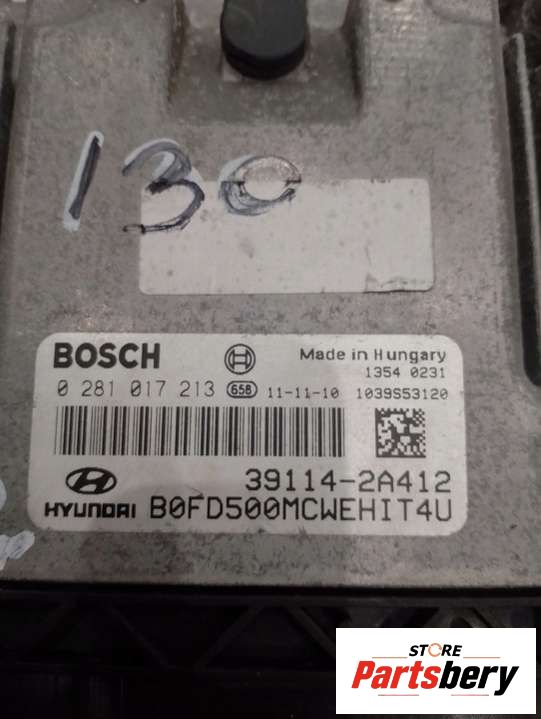 130
BOSCH
Made in Hungary
1354 0231
0 281 017 213 G5B 11-11-10 1039S53120
39114-2A412
HYUNDAI B0FD500MCWEHIT4U
STORE
Partsbery